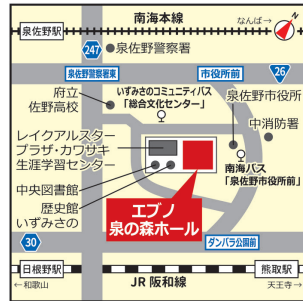 南海本線
なんば→
泉佐野駅
247
泉佐野警察署
泉佐野警察署東
市役所前
26
府立
佐野高校
いずみさのコミュニティバス
「総合文化センター」
泉佐野市役所
中消防署
レイクアルスター
プラザ・カワサキ
生涯学習センター
南海バス
「泉佐野市役所前」
中央図書館
歴史館
いずみさの
エブノ
泉の森ホール
30
ダンバラ公園前
日根野駅
熊取駅
←和歌山
JR 阪和線
天王寺→